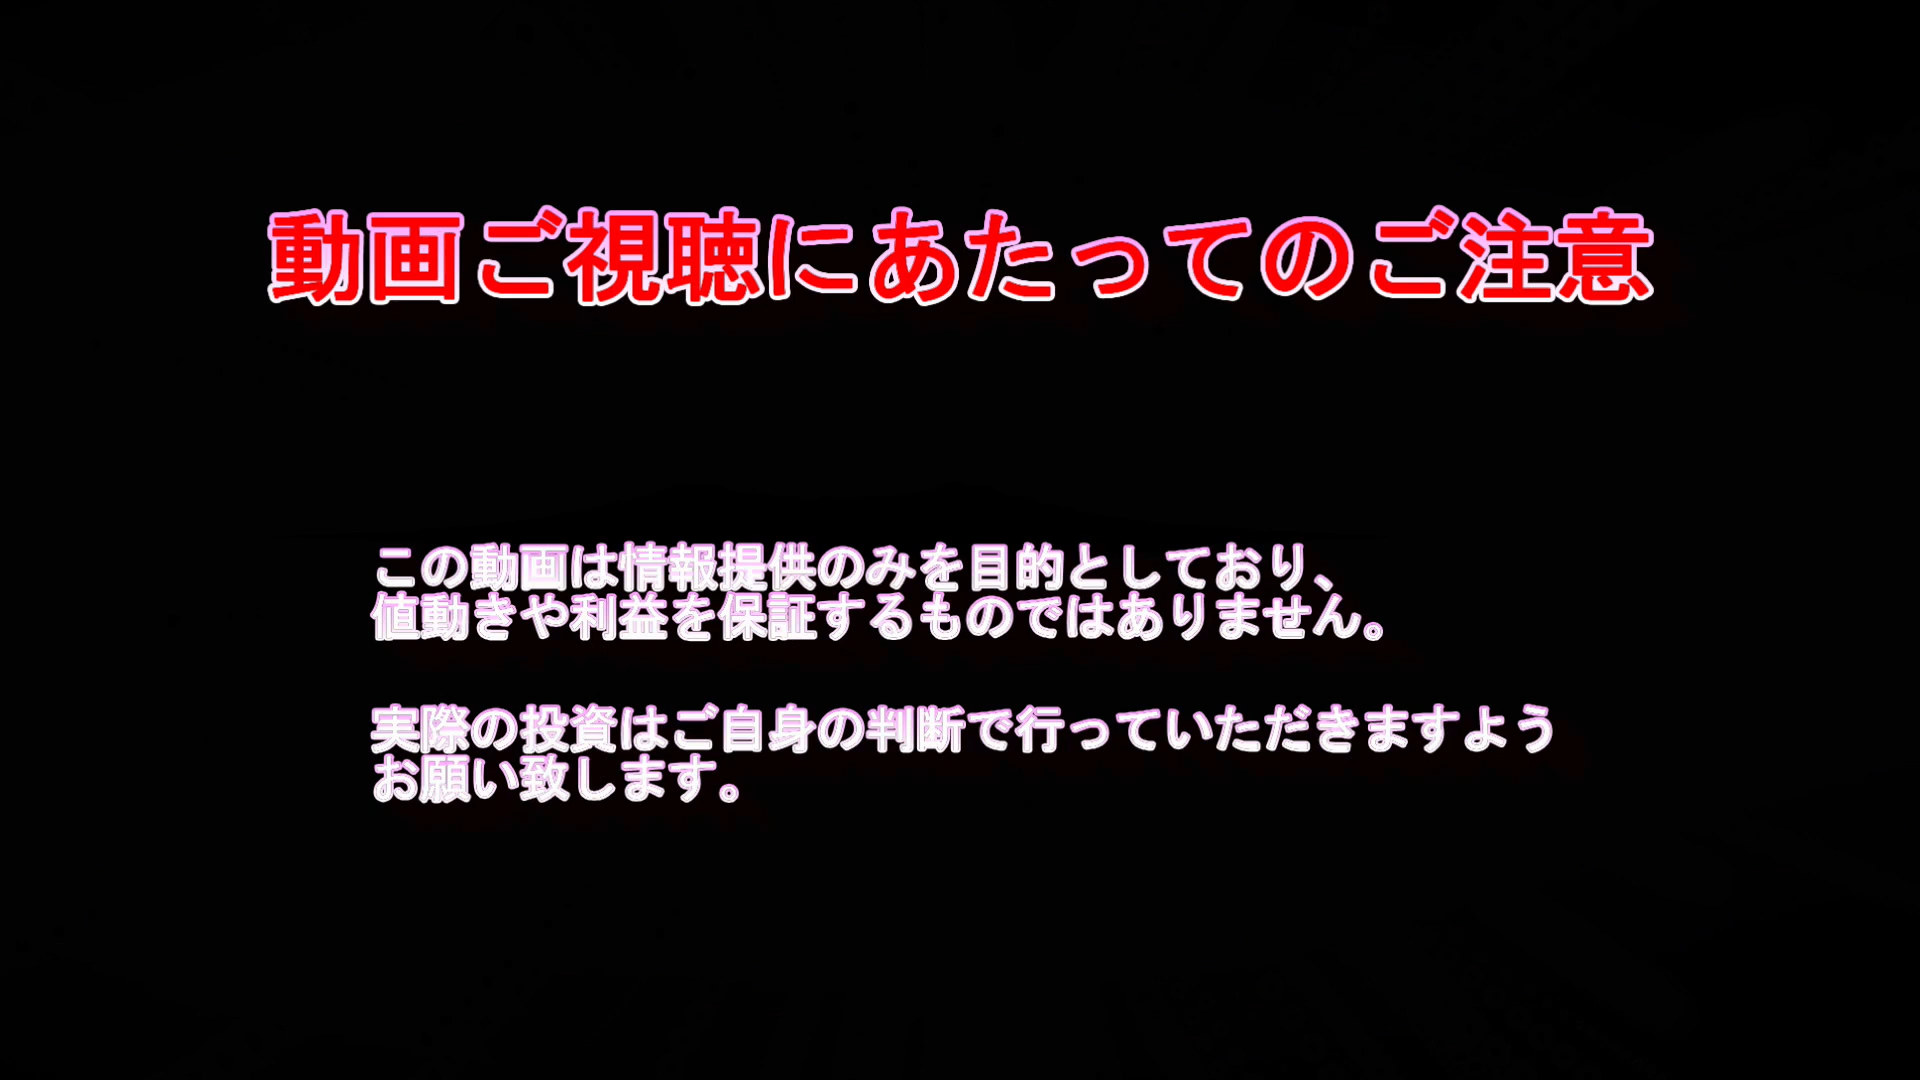 動画ご視聴にあたってのご注意
この動画は情報提供のみを目的としており、
値動きや利益を保証するものではありません。
実際の投資はご自身の判断で行っていただきますよう
お願い致します。